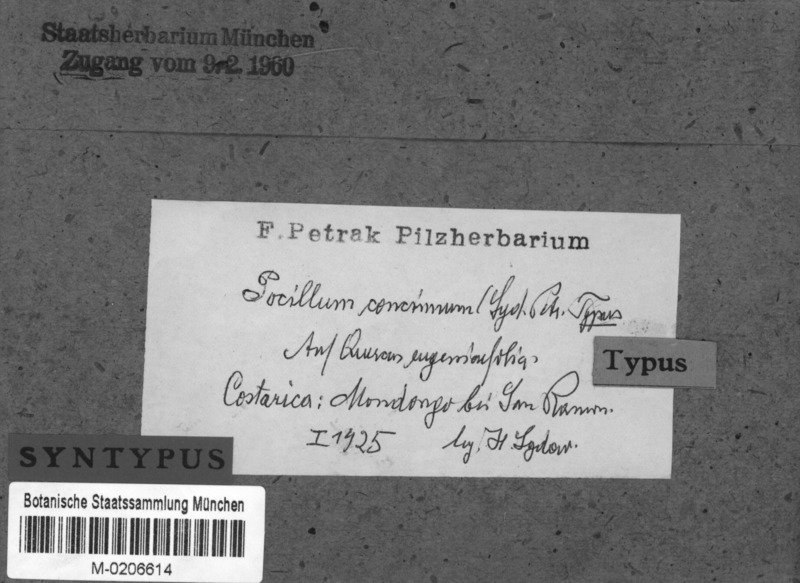 Staatsherbarium München
Zugang vom 9.2.1960
F. Petrak Pilzherbarium
Pocillum concinnum (Syd. Petr. Typus
Auf Quercus eugeniaefolia.
Typus
Costarica: Mondongo bei San Ramon.
I 1925 leg. H. Sydow.
SYNTYPUS
Botanische Staatssammlung München
M-0206614